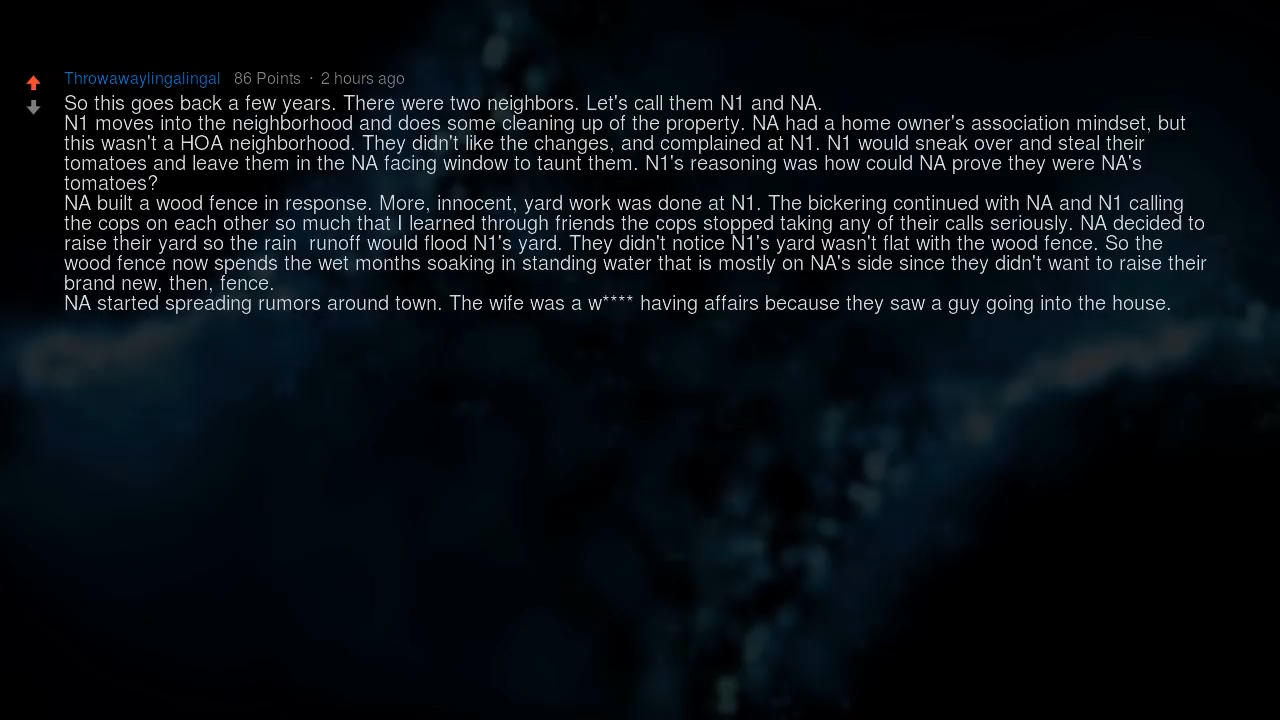 Throwawaylingalingal 86 Points · 2 hours ago
So this goes back a few years. There were two neighbors. Let's call them N1 and NA.
N1 moves into the neighborhood and does some cleaning up of the property. NA had a home owner's association mindset, but
this wasn't a HOA neighborhood. They didn't like the changes, and complained at N1. N1 would sneak over and steal their
tomatoes and leave them in the NA facing window to taunt them. N1's reasoning was how could NA prove they were NA's
tomatoes?
NA built a wood fence in response. More, innocent, yard work was done at N1. The bickering continued with NA and N1 calling
the cops on each other so much that I learned through friends the cops stopped taking any of their calls seriously. NA decided to
raise their yard so the rain  runoff would flood N1's yard. They didn't notice N1's yard wasn't flat with the wood fence. So the
wood fence now spends the wet months soaking in standing water that is mostly on NA's side since they didn't want to raise their
brand new, then, fence.
NA started spreading rumors around town. The wife was a w**** having affairs because they saw a guy going into the house.